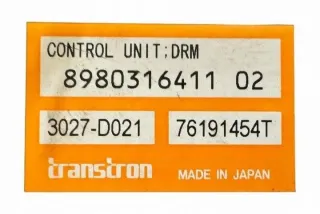 CONTROL UNIT;DRM
8980316411 02
3027-D021 76191454T
transtron MADE IN JAPAN